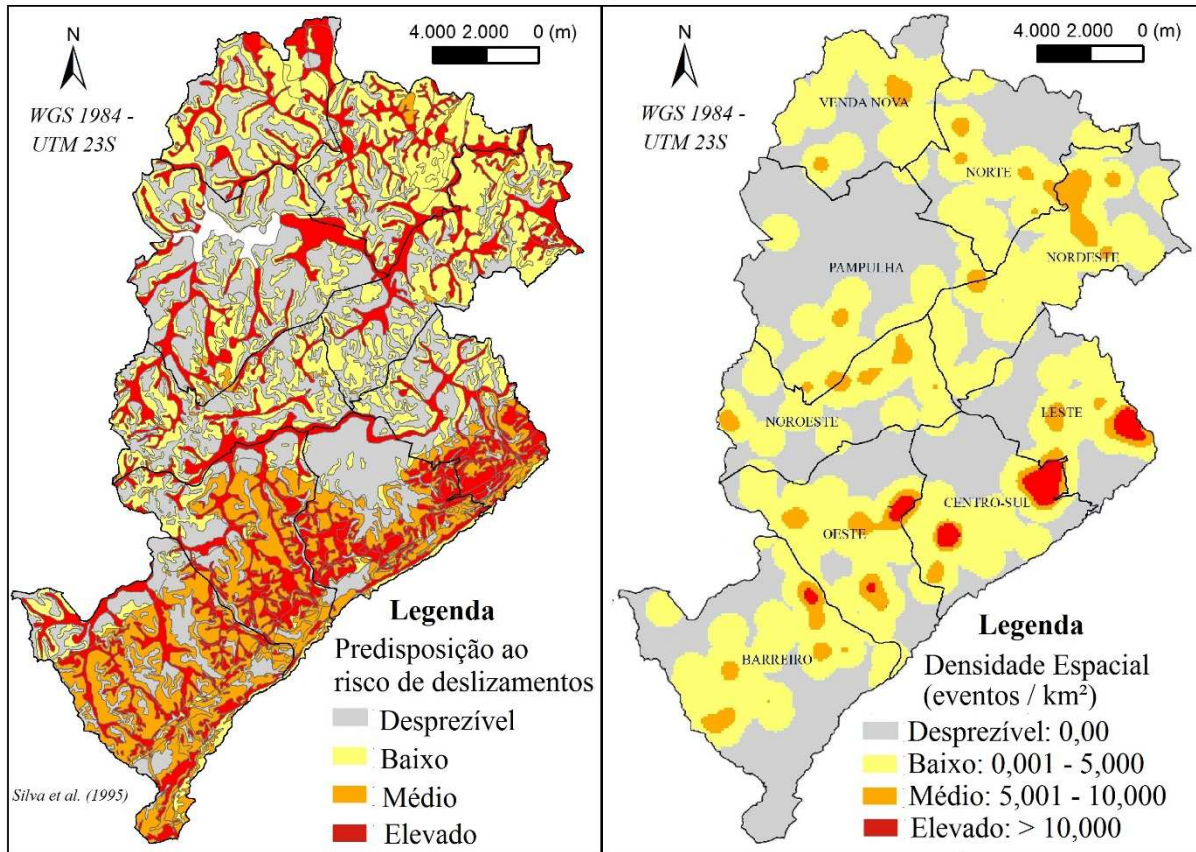 N
4.000 2.000 0 (m)
WGS 1984 -
UTM 23S
Legenda
Predisposição ao
risco de deslizamentos
Desprezível
Baixo
Médio
Elevado
Silva et al. (1995)
N
4.000 2.000 0 (m)
WGS 1984 -
UTM 23S
VENDA NOVA
NORTE
NORDESTE
PAMPULHA
NOROESTE
LESTE
CENTRO-SUL
OESTE
BARREIRO
Legenda
Densidade Espacial
(eventos / km²)
Desprezível: 0,00
Baixo: 0,001 - 5,000
Médio: 5,001 - 10,000
Elevado: > 10,000